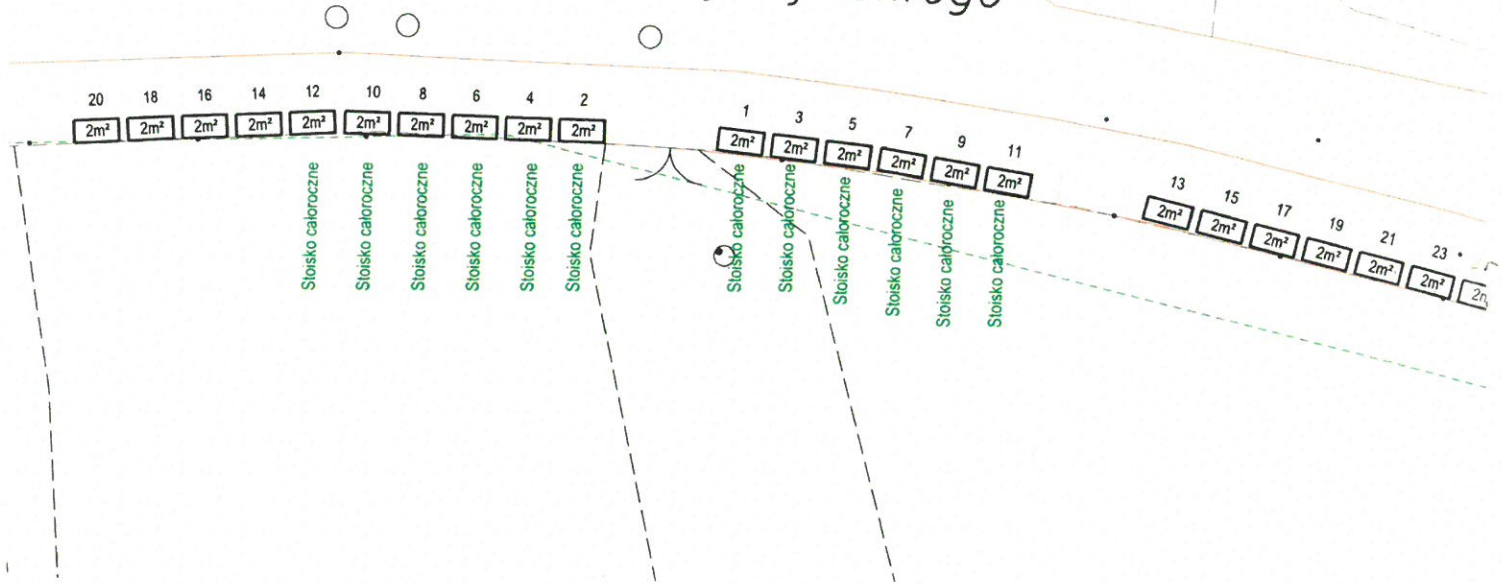 20 18 16 14 12 10 8 6 4 2
2m² 2m² 2m² 2m² 2m² 2m² 2m² 2m² 2m² 2m²
Stoisko całoroczne
Stoisko całoroczne
Stoisko całoroczne
Stoisko całoroczne
Stoisko całoroczne
Stoisko całoroczne
1 3 5 7 9 11
2m² 2m² 2m² 2m² 2m² 2m²
Stoisko całoroczne
Stoisko całoroczne
Stoisko całoroczne
Stoisko całoroczne
Stoisko całoroczne
Stoisko całoroczne
13 15 17 19 21 23
2m² 2m² 2m² 2m² 2m² 2m²